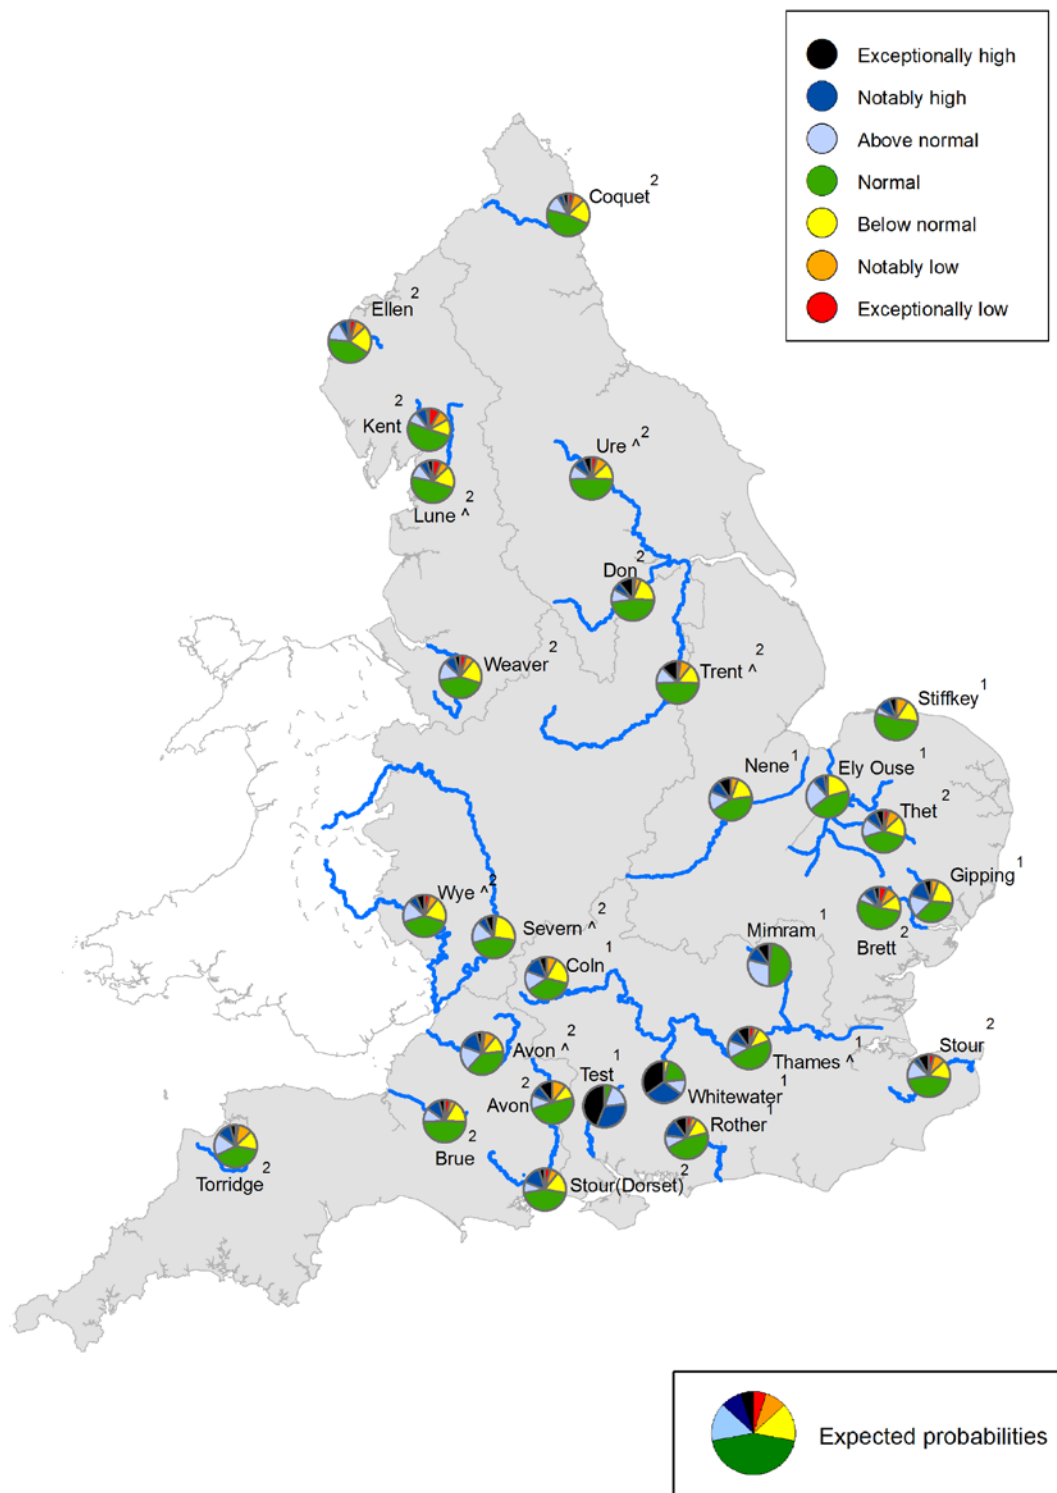 Exceptionally high
Notably high
Above normal
Normal
Below normal
Notably low
Exceptionally low
Coquet 2
Ellen 2
Kent 2
Ure ^ 2
Lune ^ 2
Don 2
Weaver 2
Trent ^ 2
Stiffkey 1
Nene 1
Ely Ouse 1
Thet 2
Gipping 1
Wye ^ 2
Brett 2
Severn ^ 2
Mimram 1
Coln 1
Avon ^ 2
Thames ^ 1
Stour 2
Test 1
Whitewater 1
Avon 2
Rother 1
Brue 2
Torridge 2
Stour(Dorset) 2
Expected probabilities